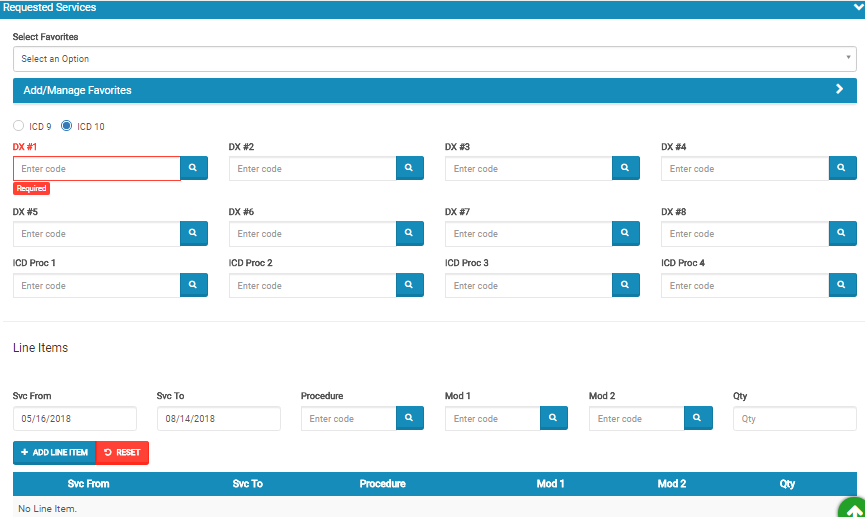 Requested Services
Select Favorites
Select an Option
Add/Manage Favorites
ICD 9 ICD 10
DX #1 DX #2 DX #3 DX #4
Enter code Enter code Enter code Enter code
Required
DX #5 DX #6 DX #7 DX #8
Enter code Enter code Enter code Enter code
ICD Proc 1 ICD Proc 2 ICD Proc 3 ICD Proc 4
Enter code Enter code Enter code Enter code
Line Items
Svc From Svc To Procedure Mod 1 Mod 2 Qty
05/16/2018 08/14/2018 Enter code Enter code Enter code Qty
+ ADD LINE ITEM RESET
Svc From Svc To Procedure Mod 1 Mod 2 Qty
No Line Item.